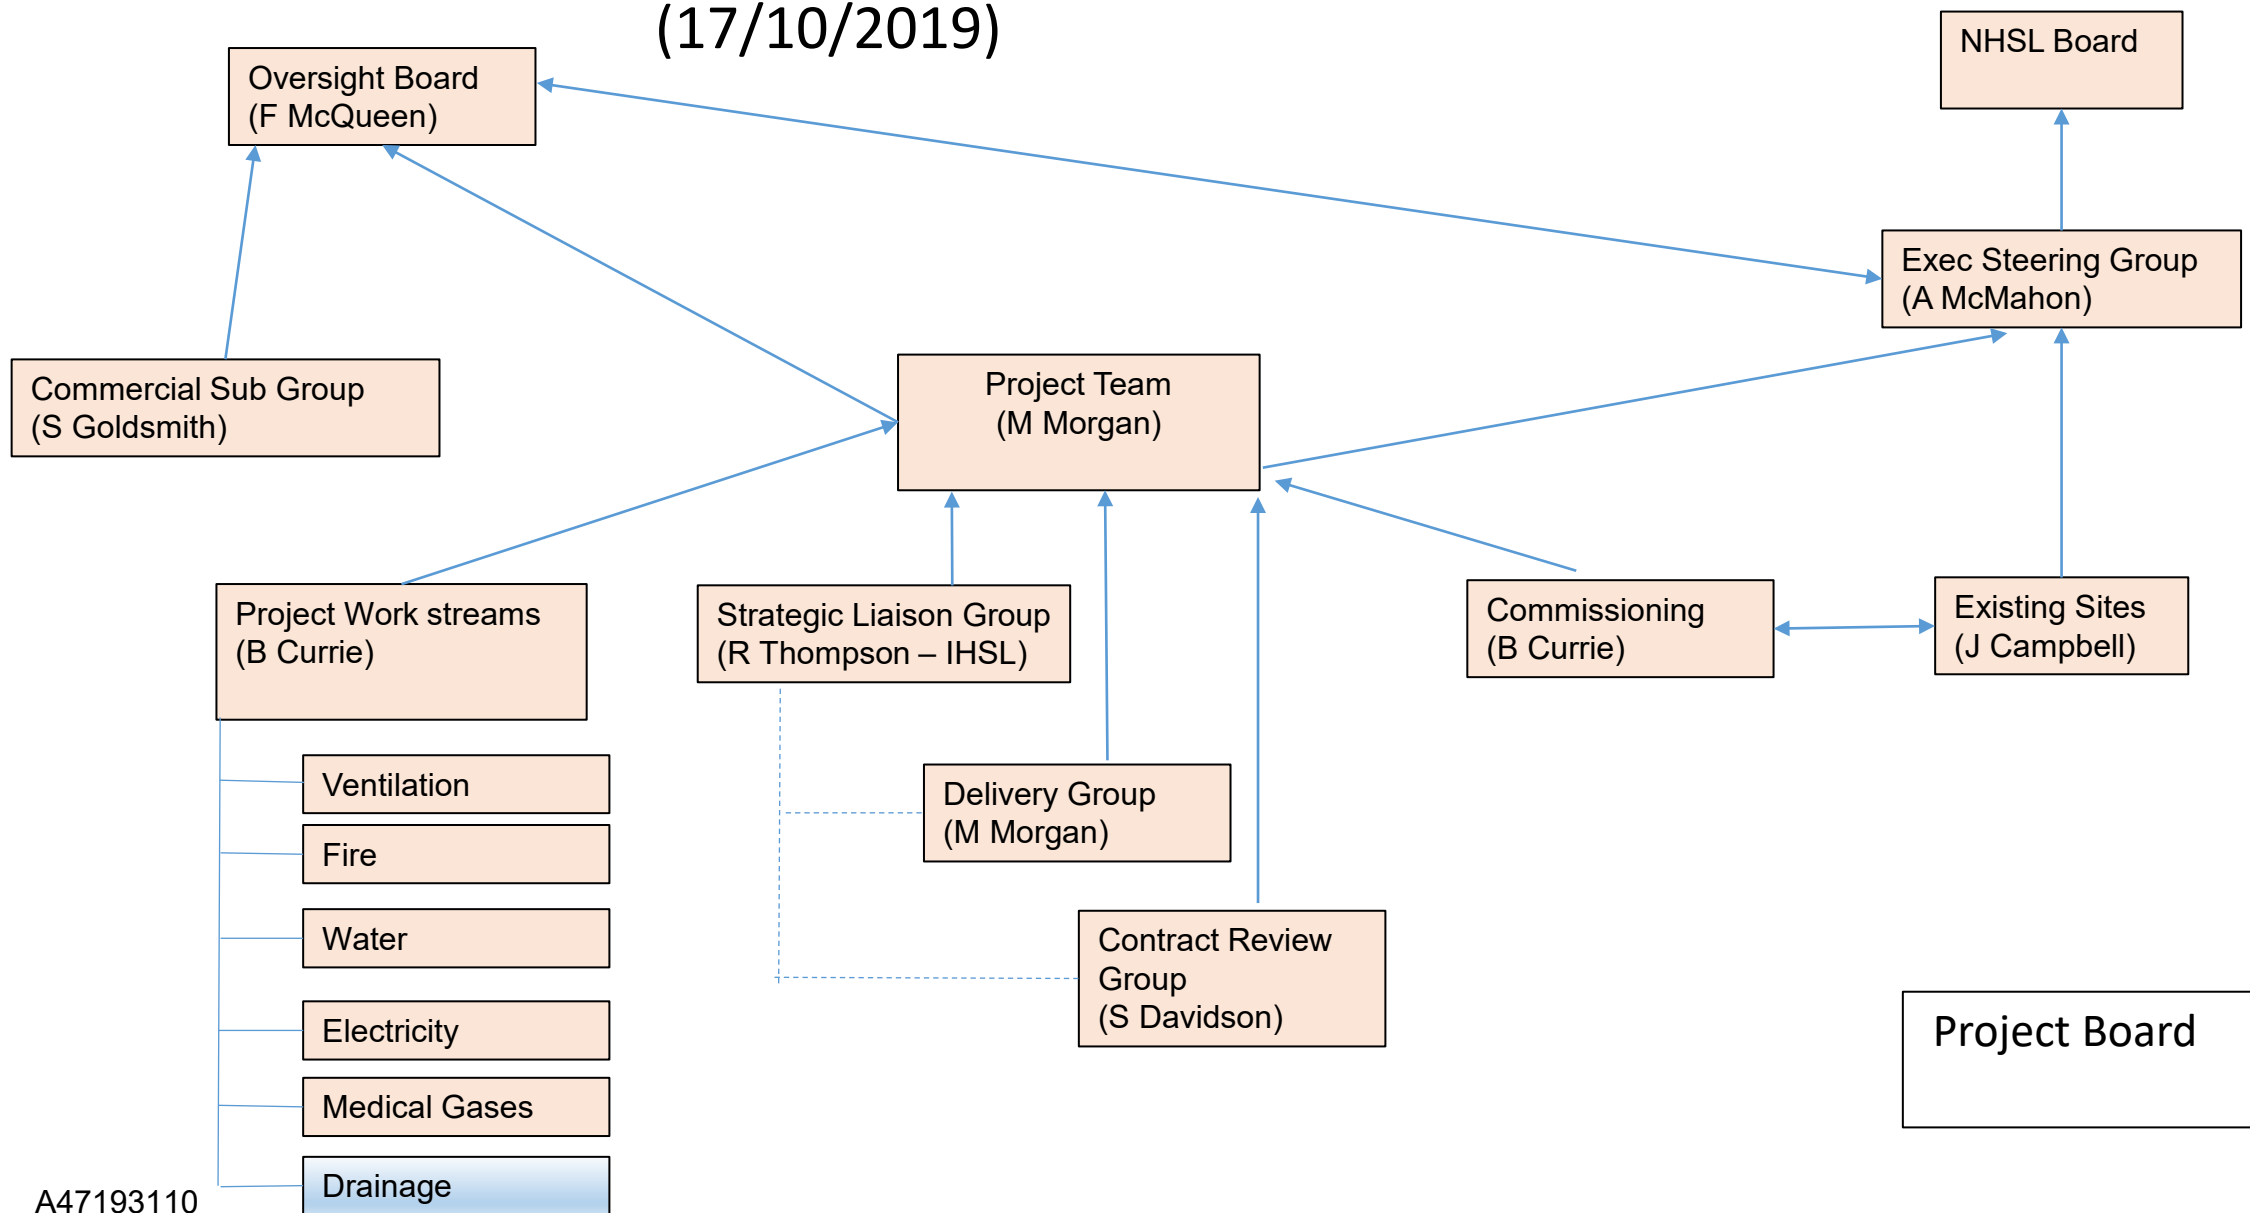 (17/10/2019)
NHSL Board
Oversight Board
(F McQueen)
Exec Steering Group
(A McMahon)
Commercial Sub Group
(S Goldsmith)
Project Team
(M Morgan)
Project Work streams
(B Currie)
Strategic Liaison Group
(R Thompson – IHSL)
Commissioning
(B Currie)
Existing Sites
(J Campbell)
Ventilation
Fire
Water
Electricity
Medical Gases
Drainage
Delivery Group
(M Morgan)
Contract Review
Group
(S Davidson)
Project Board
A47193110